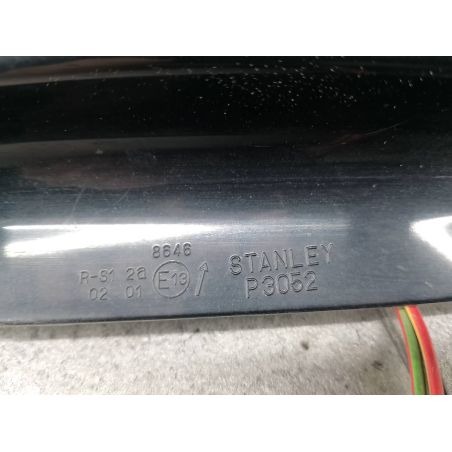 8646
R-S1 2a
02 01
E13
STANLEY
P3052